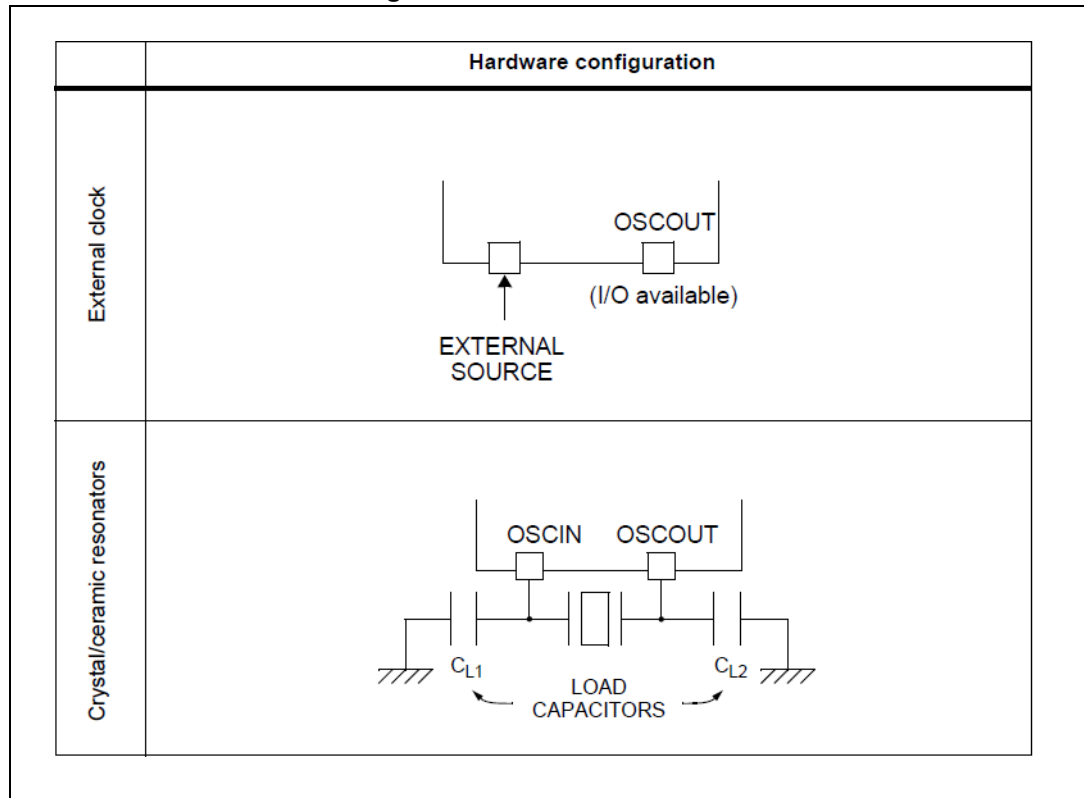 Hardware configuration
External clock
OSCOUT
(I/O available)
EXTERNAL
SOURCE
Crystal/ceramic resonators
OSCIN OSCOUT
CL1 CL2
LOAD
CAPACITORS